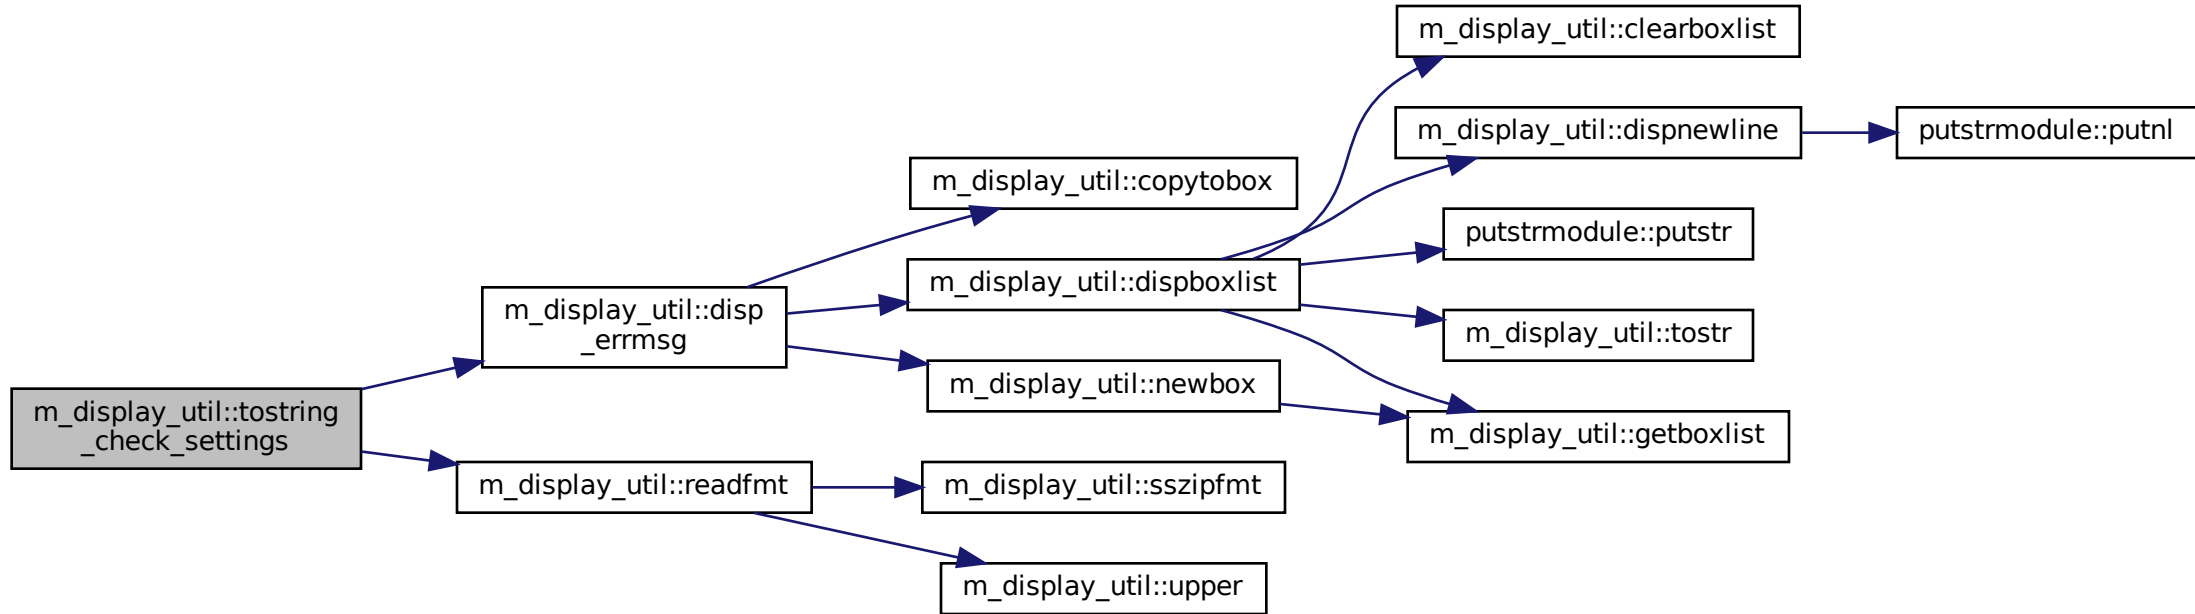 m_display_util::clearboxlist
m_display_util::dispnewline
putstrmodule::putnl
m_display_util::copytobox
putstrmodule::putstr
m_display_util::dispboxlist
m_display_util::disp
_errmsg
m_display_util::tostr
m_display_util::newbox
m_display_util::tostring
_check_settings
m_display_util::getboxlist
m_display_util::readfmt
m_display_util::sszipfmt
m_display_util::upper